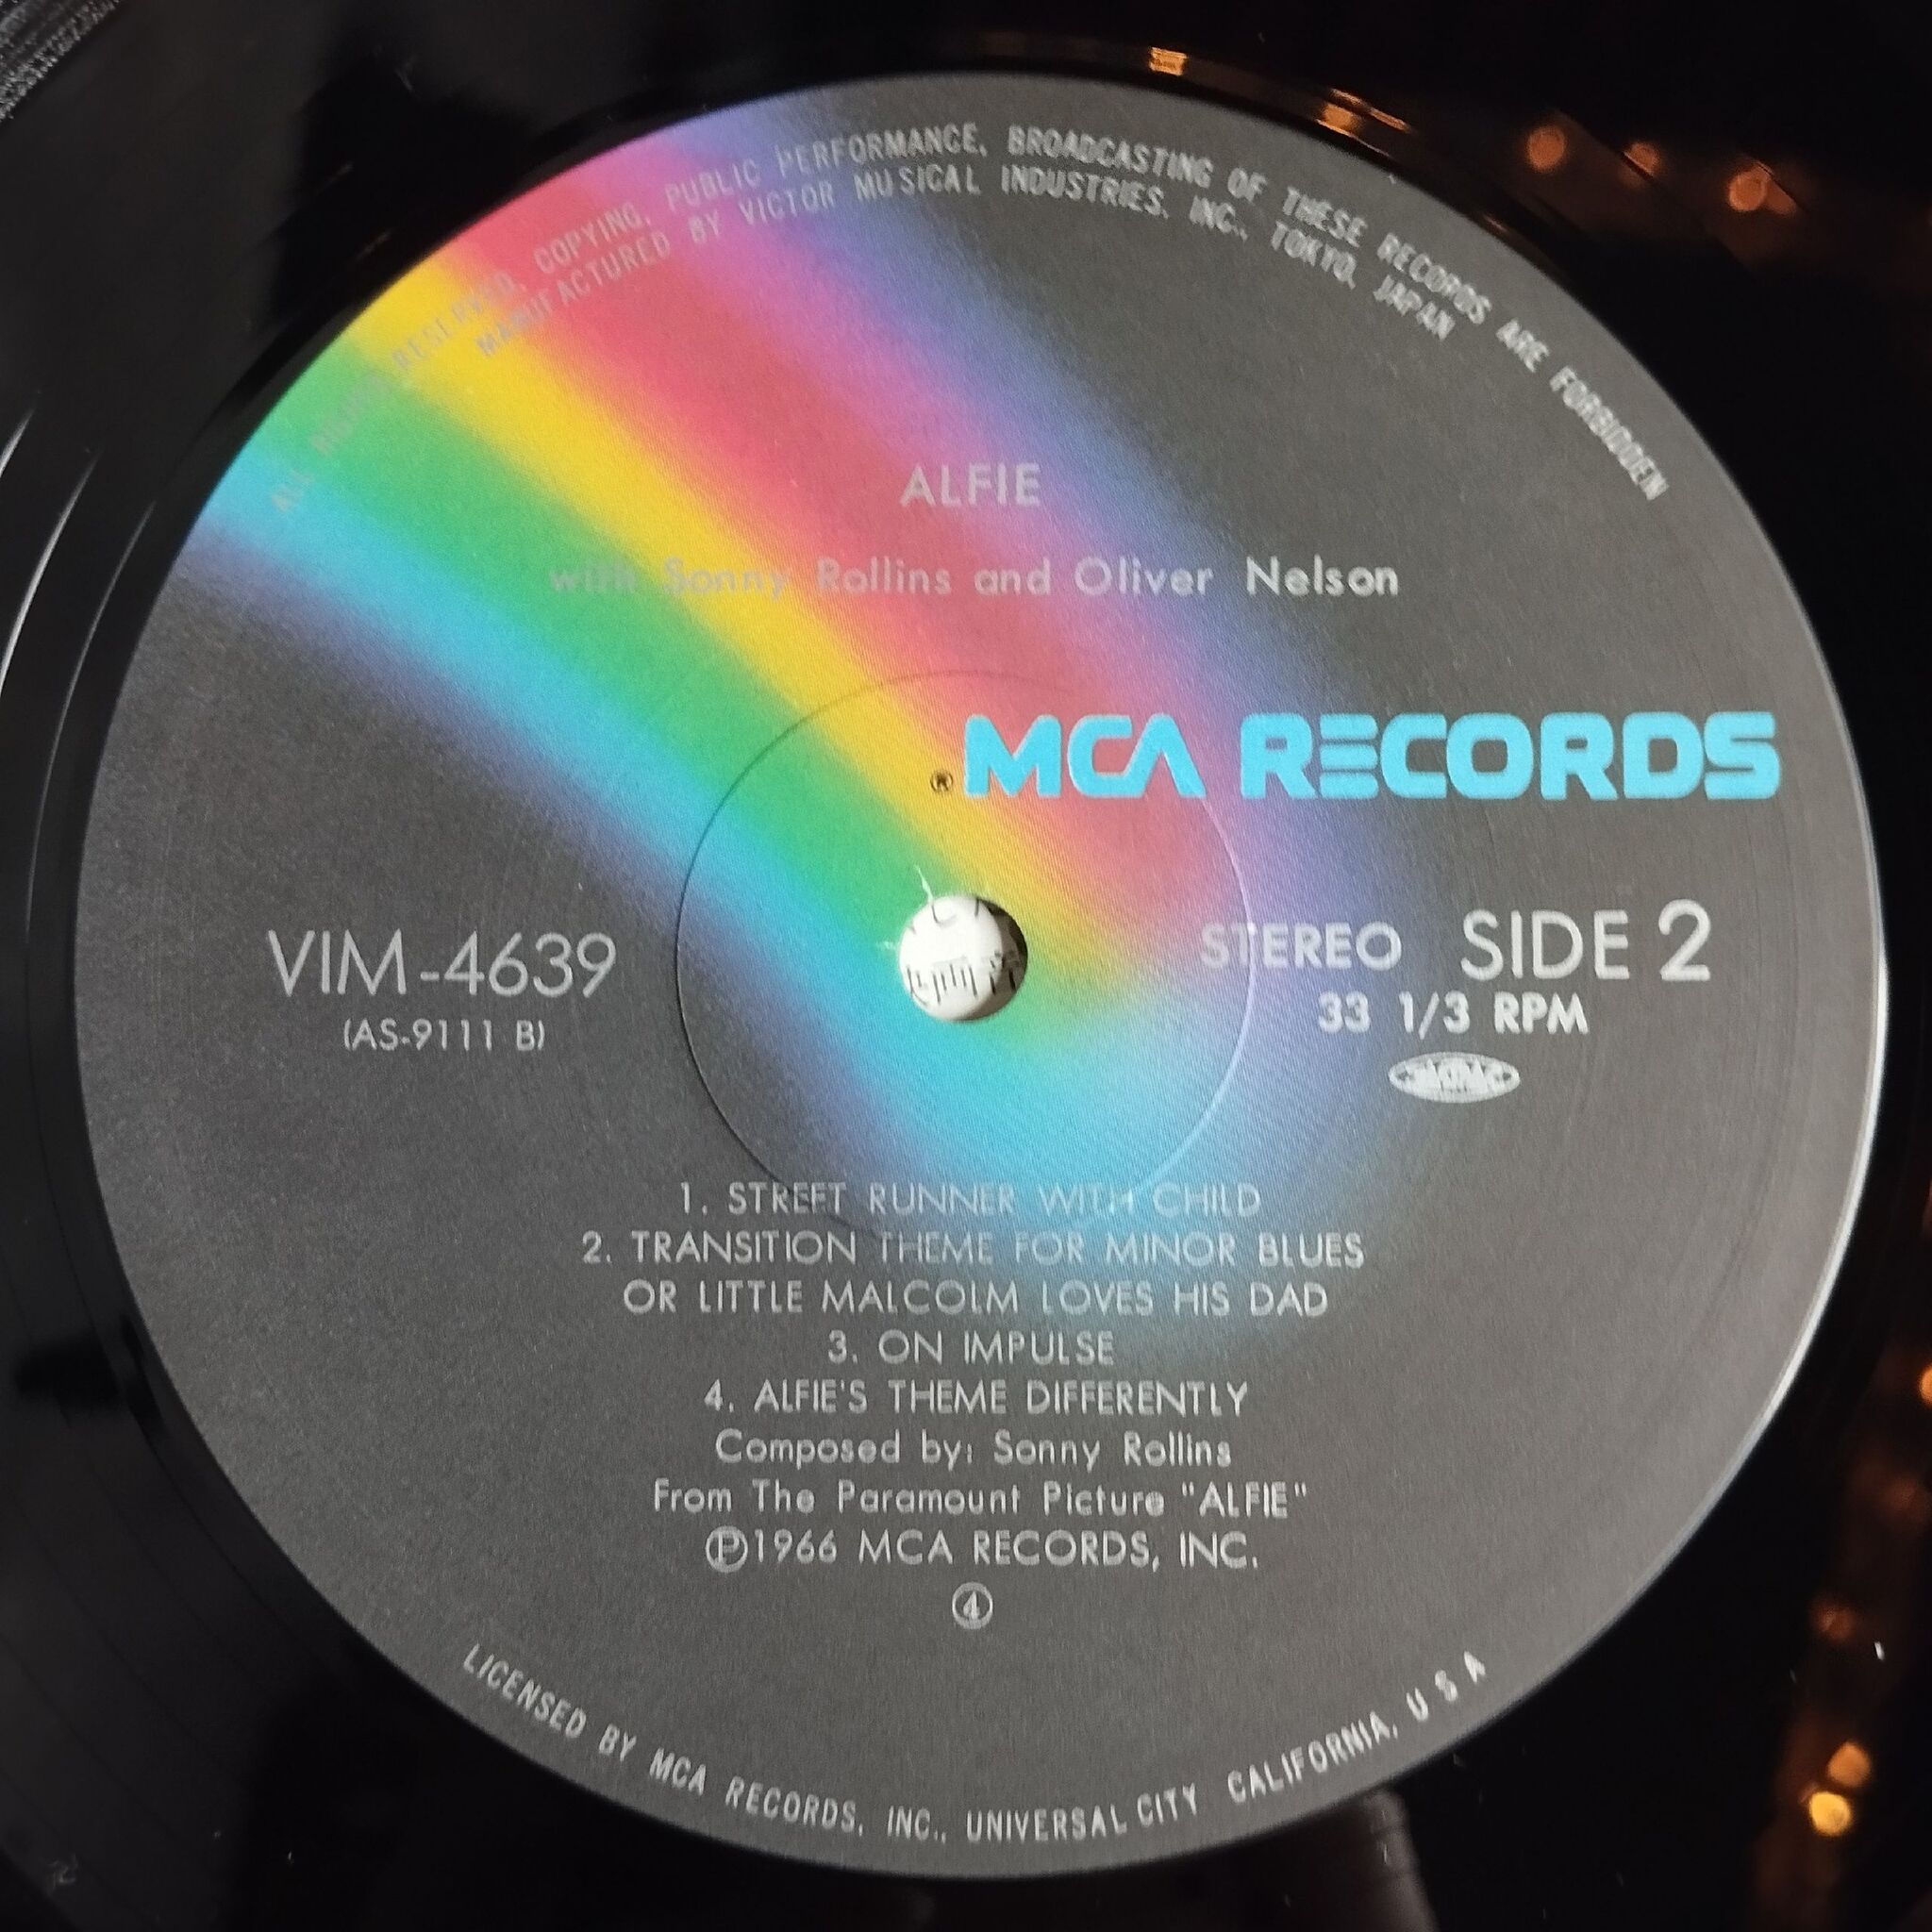 ALL RIGHTS RESERVED, COPYING, PUBLIC PERFORMANCE, BROADCASTING OF THESE RECORDS ARE FORBIDDEN
MANUFACTURED BY VICTOR MUSICAL INDUSTRIES, INC., TOKYO, JAPAN
ALFIE
with Sonny Rollins and Oliver Nelson
® MCA RECORDS
VIM-4639
(AS-9111 B)
STEREO SIDE 2
33 1/3 RPM
1. STREET RUNNER WITH CHILD
2. TRANSITION THEME FOR MINOR BLUES
OR LITTLE MALCOLM LOVES HIS DAD
3. ON IMPULSE
4. ALFIE'S THEME DIFFERENTLY
Composed by: Sonny Rollins
From The Paramount Picture "ALFIE"
Ⓟ1966 MCA RECORDS, INC.
④
LICENSED BY MCA RECORDS, INC., UNIVERSAL CITY CALIFORNIA, U S A